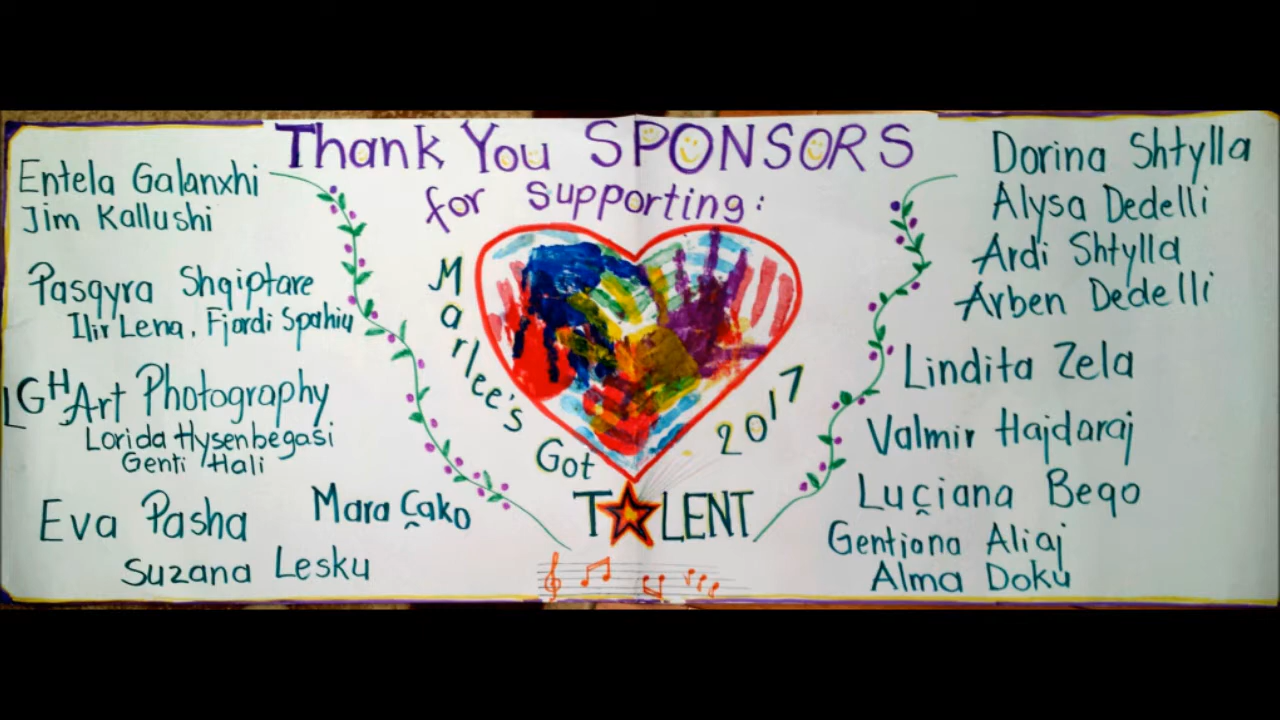 Thank You SPONSORS
for supporting:
Entela Galanxhi
Jim Kallushi
Pasqyra Shqiptare
Ilir Lena, Fjordi Spahiu
LGH Art Photography
Lorida Hysenbegasi
Genti Hali
Eva Pasha
Mara Çako
Suzana Lesku
Marlee's Got
TALENT
2017
Dorina Shtylla
Alysa Dedelli
Ardi Shtylla
Arben Dedelli
Lindita Zela
Valmir Hajdaraj
Luçiana Beqo
Gentiana Aliaj
Alma Doku